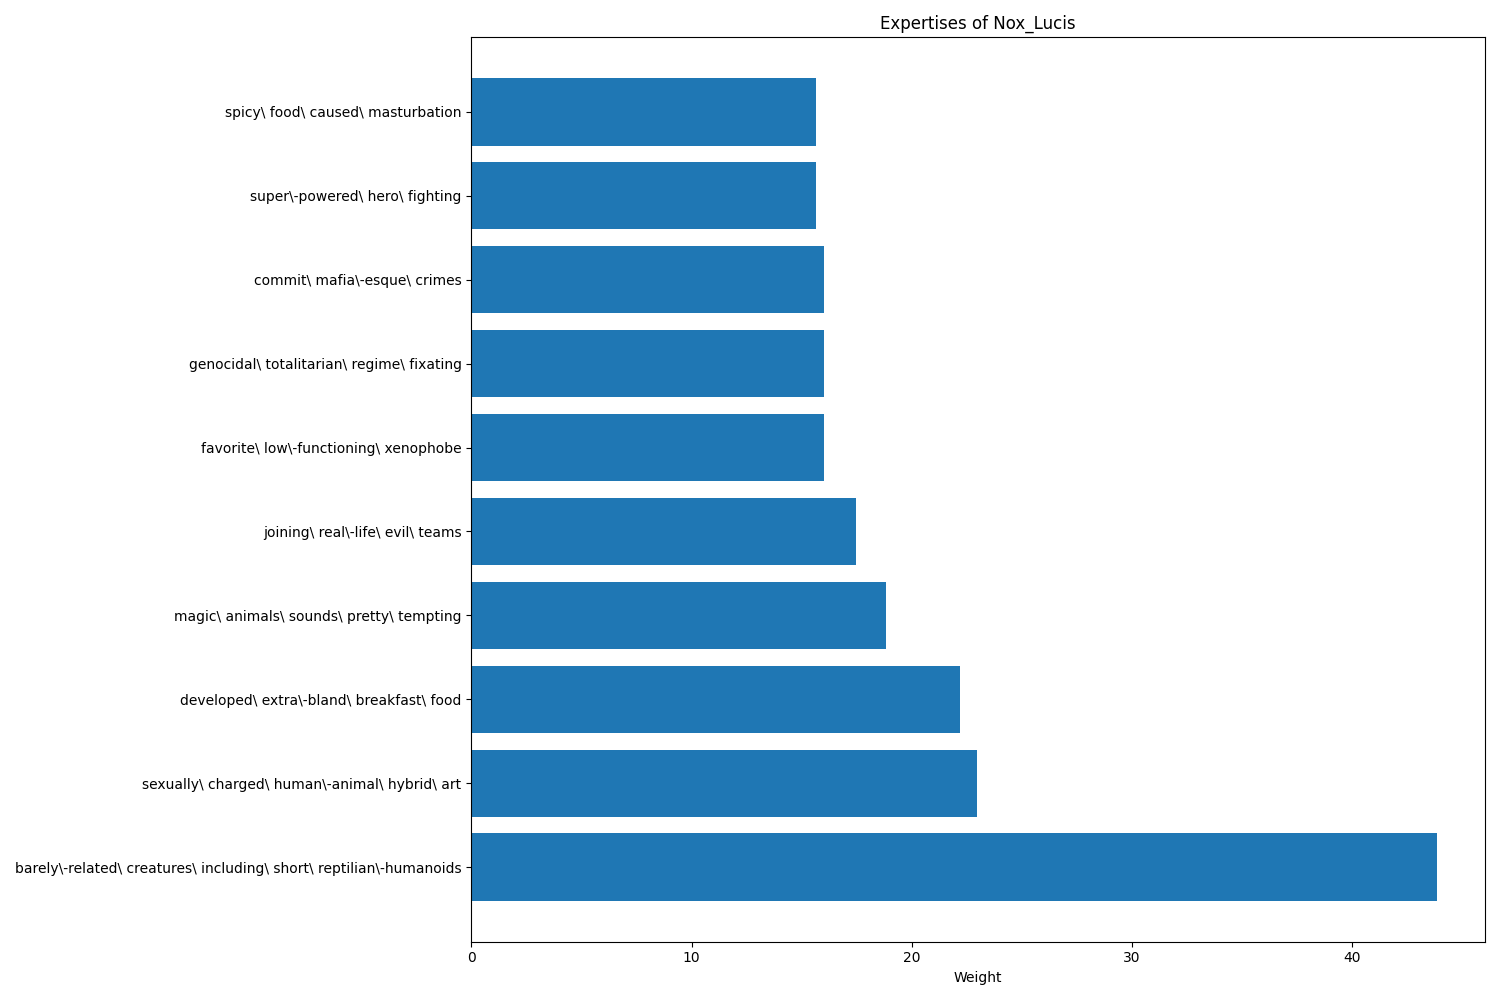 Expertises of Nox_Lucis
spicy\ food\ caused\ masturbation
super\-powered\ hero\ fighting
commit\ mafia\-esque\ crimes
genocidal\ totalitarian\ regime\ fixating
favorite\ low\-functioning\ xenophobe
joining\ real\-life\ evil\ teams
magic\ animals\ sounds\ pretty\ tempting
developed\ extra\-bland\ breakfast\ food
sexually\ charged\ human\-animal\ hybrid\ art
barely\-related\ creatures\ including\ short\ reptilian\-humanoids
0 10 20 30 40
Weight